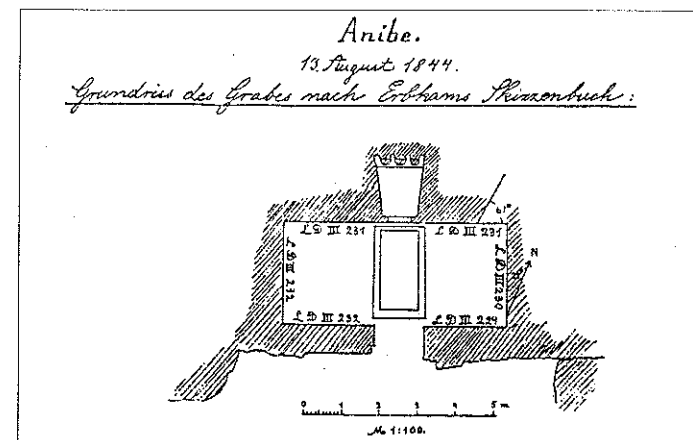 Anibe.
13. August 1844.
Grundriss des Grabes nach Erbkams Skizzenbuch:
61°
L D III 231
L D III 231
L D III 232
L D III 230
N
L D III 232
L D III 229
0 1 2 3 4 5 m
M. 1:100.